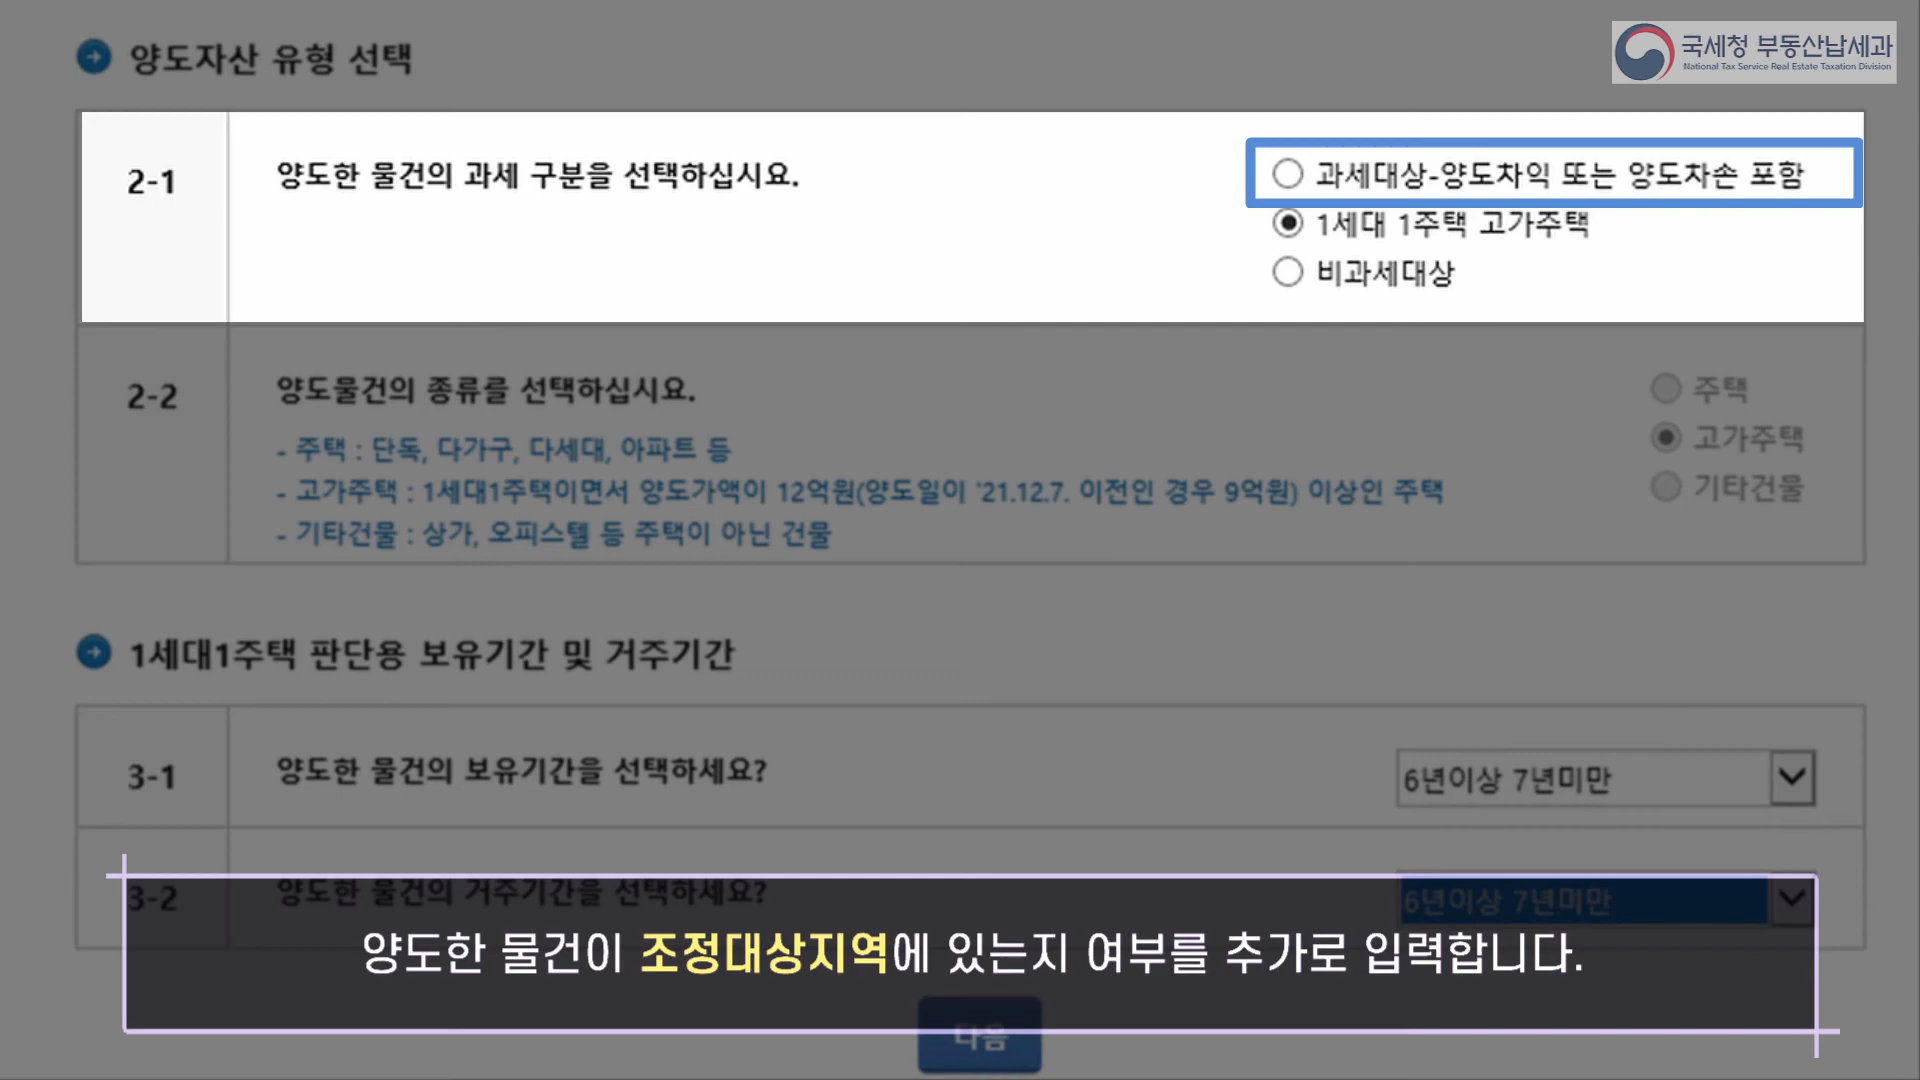 양도자산 유형 선택
국세청 부동산납세과
National Tax Service Real Estate Taxation Division
2-1
양도한 물건의 과세 구분을 선택하십시요.
과세대상-양도차익 또는 양도차손 포함
1세대 1주택 고가주택
비과세대상
2-2
양도물건의 종류를 선택하십시요.
- 주택 : 단독, 다가구, 다세대, 아파트 등
- 고가주택 : 1세대1주택이면서 양도가액이 12억원(양도일이 '21.12.7. 이전인 경우 9억원) 이상인 주택
- 기타건물 : 상가, 오피스텔 등 주택이 아닌 건물
주택
고가주택
기타건물
1세대1주택 판단용 보유기간 및 거주기간
3-1
양도한 물건의 보유기간을 선택하세요?
6년이상 7년미만
3-2
양도한 물건의 거주기간을 선택하세요?
6년이상 7년미만
양도한 물건이 조정대상지역에 있는지 여부를 추가로 입력합니다.
다음